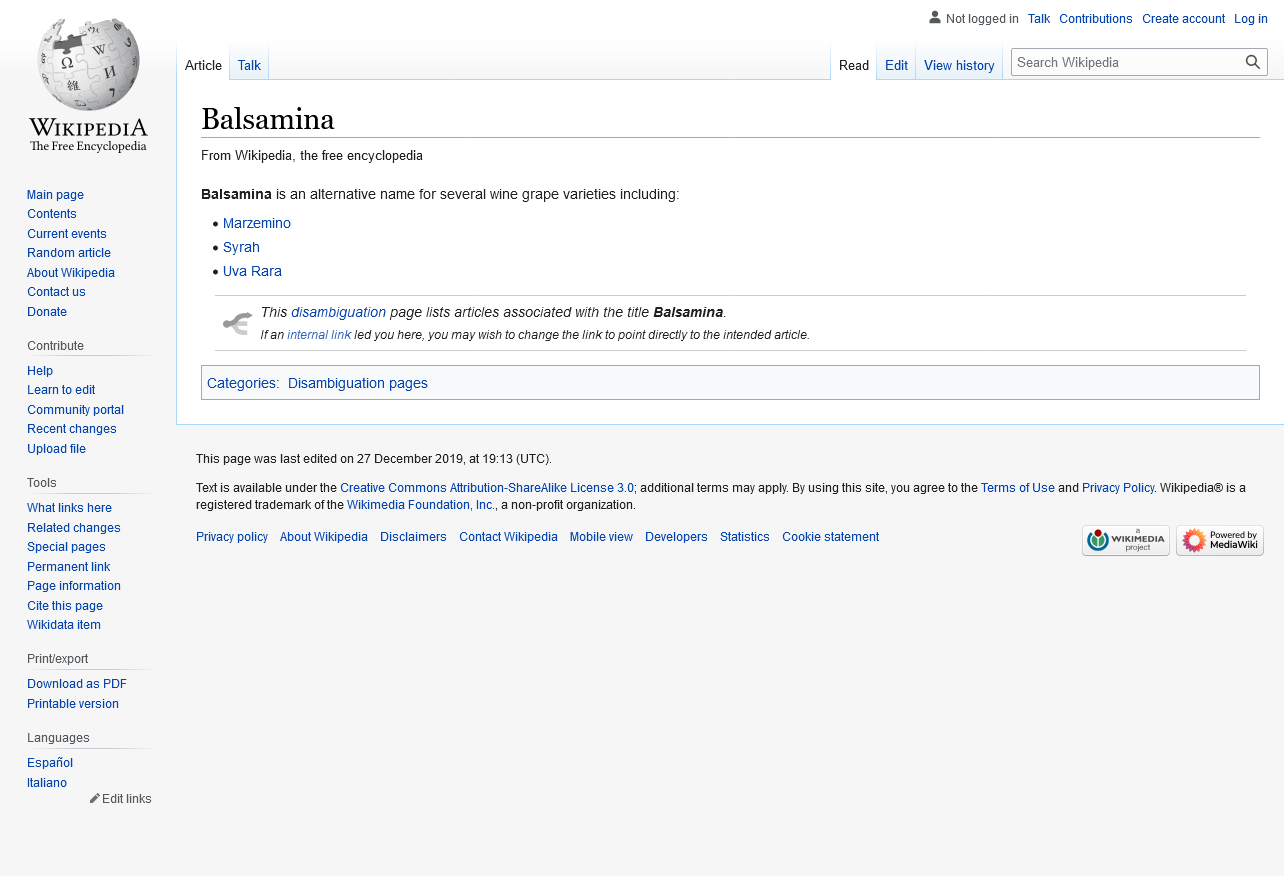 Not logged in Talk Contributions Create account Log in
Article Talk Read Edit View history Search Wikipedia
WIKIPEDIA
The Free Encyclopedia
Balsamina
From Wikipedia, the free encyclopedia
Balsamina is an alternative name for several wine grape varieties including:
• Marzemino
• Syrah
• Uva Rara
This disambiguation page lists articles associated with the title Balsamina.
If an internal link led you here, you may wish to change the link to point directly to the intended article.
Categories: Disambiguation pages
Main page
Contents
Current events
Random article
About Wikipedia
Contact us
Donate
Contribute
Help
Learn to edit
Community portal
Recent changes
Upload file
Tools
What links here
Related changes
Special pages
Permanent link
Page information
Cite this page
Wikidata item
Print/export
Download as PDF
Printable version
Languages
Español
Italiano
Edit links
This page was last edited on 27 December 2019, at 19:13 (UTC).
Text is available under the Creative Commons Attribution-ShareAlike License 3.0; additional terms may apply. By using this site, you agree to the Terms of Use and Privacy Policy. Wikipedia® is a
registered trademark of the Wikimedia Foundation, Inc., a non-profit organization.
Privacy policy About Wikipedia Disclaimers Contact Wikipedia Mobile view Developers Statistics Cookie statement
a
WIKIMEDIA
project
Powered by
MediaWiki